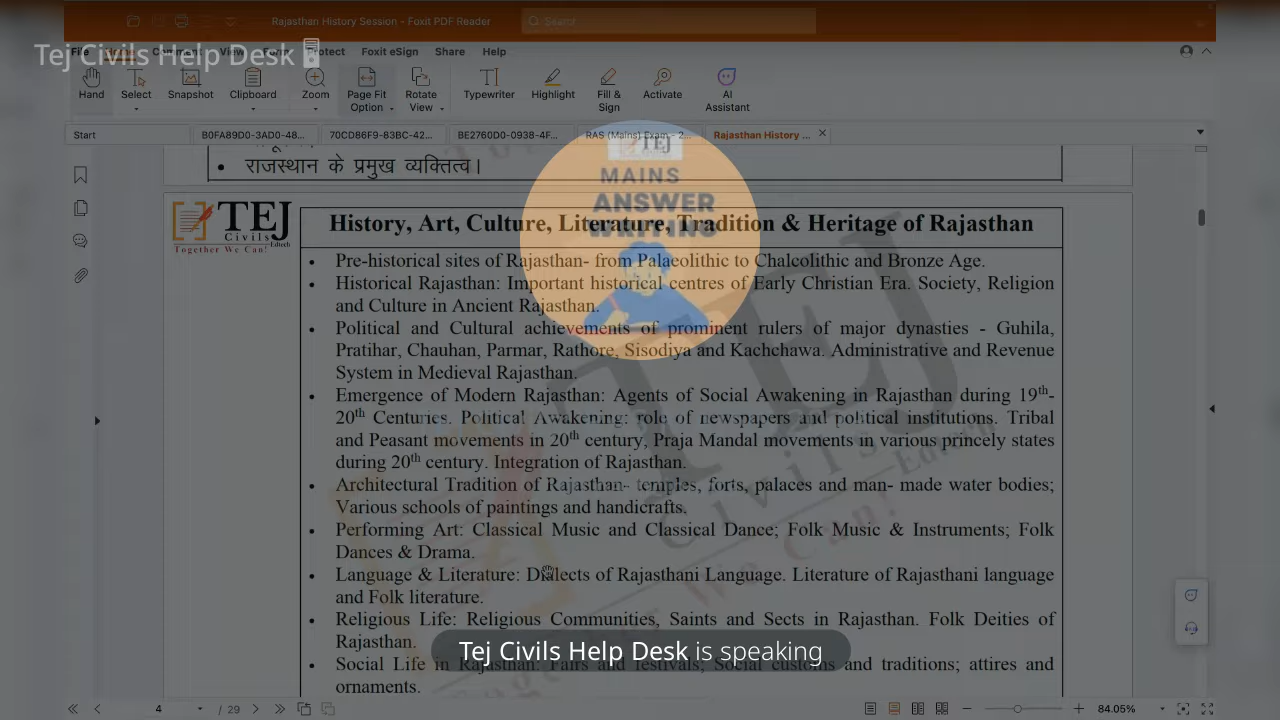 Rajasthan History Session - Foxit PDF Reader
Search
Tej Civils Help Desk
File Home Comment View Form Protect Foxit eSign Share Help
Hand Select Snapshot Clipboard Zoom Page Fit Option Rotate View Typewriter Highlight Fill & Sign Activate AI Assistant
Start B0FA89D0-3AD0-48... 70CD86F9-83BC-42... BE2760D0-0938-4F... RAS (Mains) Exam - 2... Rajasthan History ...
• राजस्थान के प्रमुख व्यक्तित्व।
TEJ
MAINS
ANSWER
WRITING
TEJ
Civils
Edtech
Together We Can!
History, Art, Culture, Literature, Tradition & Heritage of Rajasthan
• Pre-historical sites of Rajasthan- from Palaeolithic to Chalcolithic and Bronze Age.
• Historical Rajasthan: Important historical centres of Early Christian Era. Society, Religion
and Culture in Ancient Rajasthan.
• Political and Cultural achievements of prominent rulers of major dynasties - Guhila,
Pratihar, Chauhan, Parmar, Rathore, Sisodiya and Kachchawa. Administrative and Revenue
System in Medieval Rajasthan.
• Emergence of Modern Rajasthan: Agents of Social Awakening in Rajasthan during 19th-
20th Centuries. Political Awakening: role of newspapers and political institutions. Tribal
and Peasant movements in 20th century, Praja Mandal movements in various princely states
during 20th century. Integration of Rajasthan.
• Architectural Tradition of Rajasthan- temples, forts, palaces and man- made water bodies;
Various schools of paintings and handicrafts.
• Performing Art: Classical Music and Classical Dance; Folk Music & Instruments; Folk
Dances & Drama.
• Language & Literature: Dialects of Rajasthani Language. Literature of Rajasthani language
and Folk literature.
• Religious Life: Religious Communities, Saints and Sects in Rajasthan. Folk Deities of
Rajasthan.
• Social Life in Rajasthan: Fairs and festivals; Social customs and traditions; attires and
ornaments.
Tej Civils Help Desk is speaking
4 / 29
84.05%